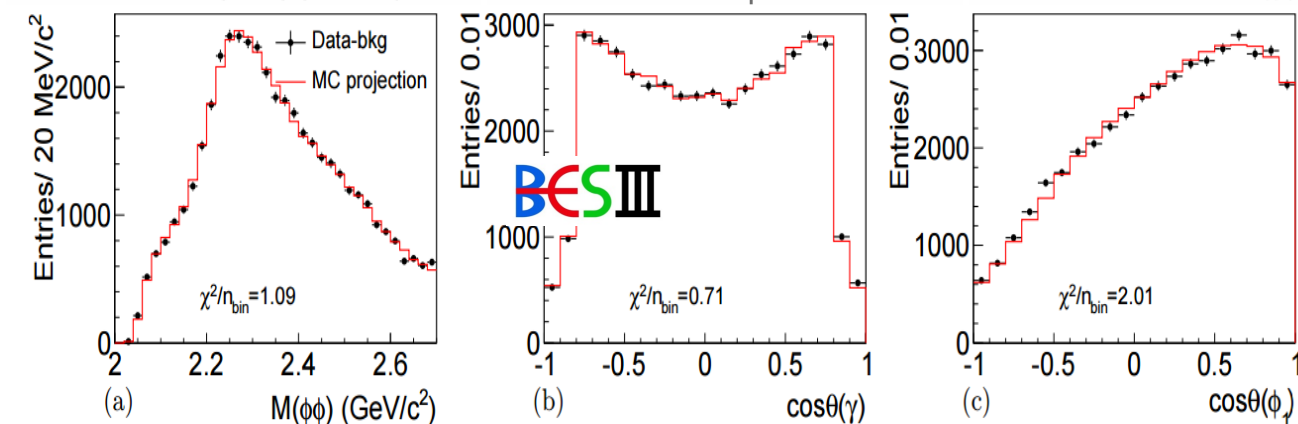 Entries/ 20 MeV/c²
2000
1000
0
Data-bkg
MC projection
χ²/nbin=1.09
2 2.2 2.4 2.6
(a) M(ϕϕ) (GeV/c²)
Entries/ 0.01
3000
2000
1000
0
BESIII
χ²/nbin=0.71
-1 -0.5 0 0.5 1
(b) cosθ(γ)
Entries/ 0.01
3000
2000
1000
0
χ²/nbin=2.01
-1 -0.5 0 0.5 1
(c) cosθ(ϕ1)